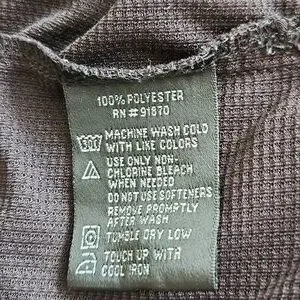 100% POLYESTER
RN #91870
MACHINE WASH COLD
WITH LIKE COLORS
USE ONLY NON-
CHLORINE BLEACH
WHEN NEEDED
DO NOT USE SOFTENERS
REMOVE PROMPTLY
AFTER WASH
TUMBLE DRY LOW
TOUCH UP WITH
COOL IRON